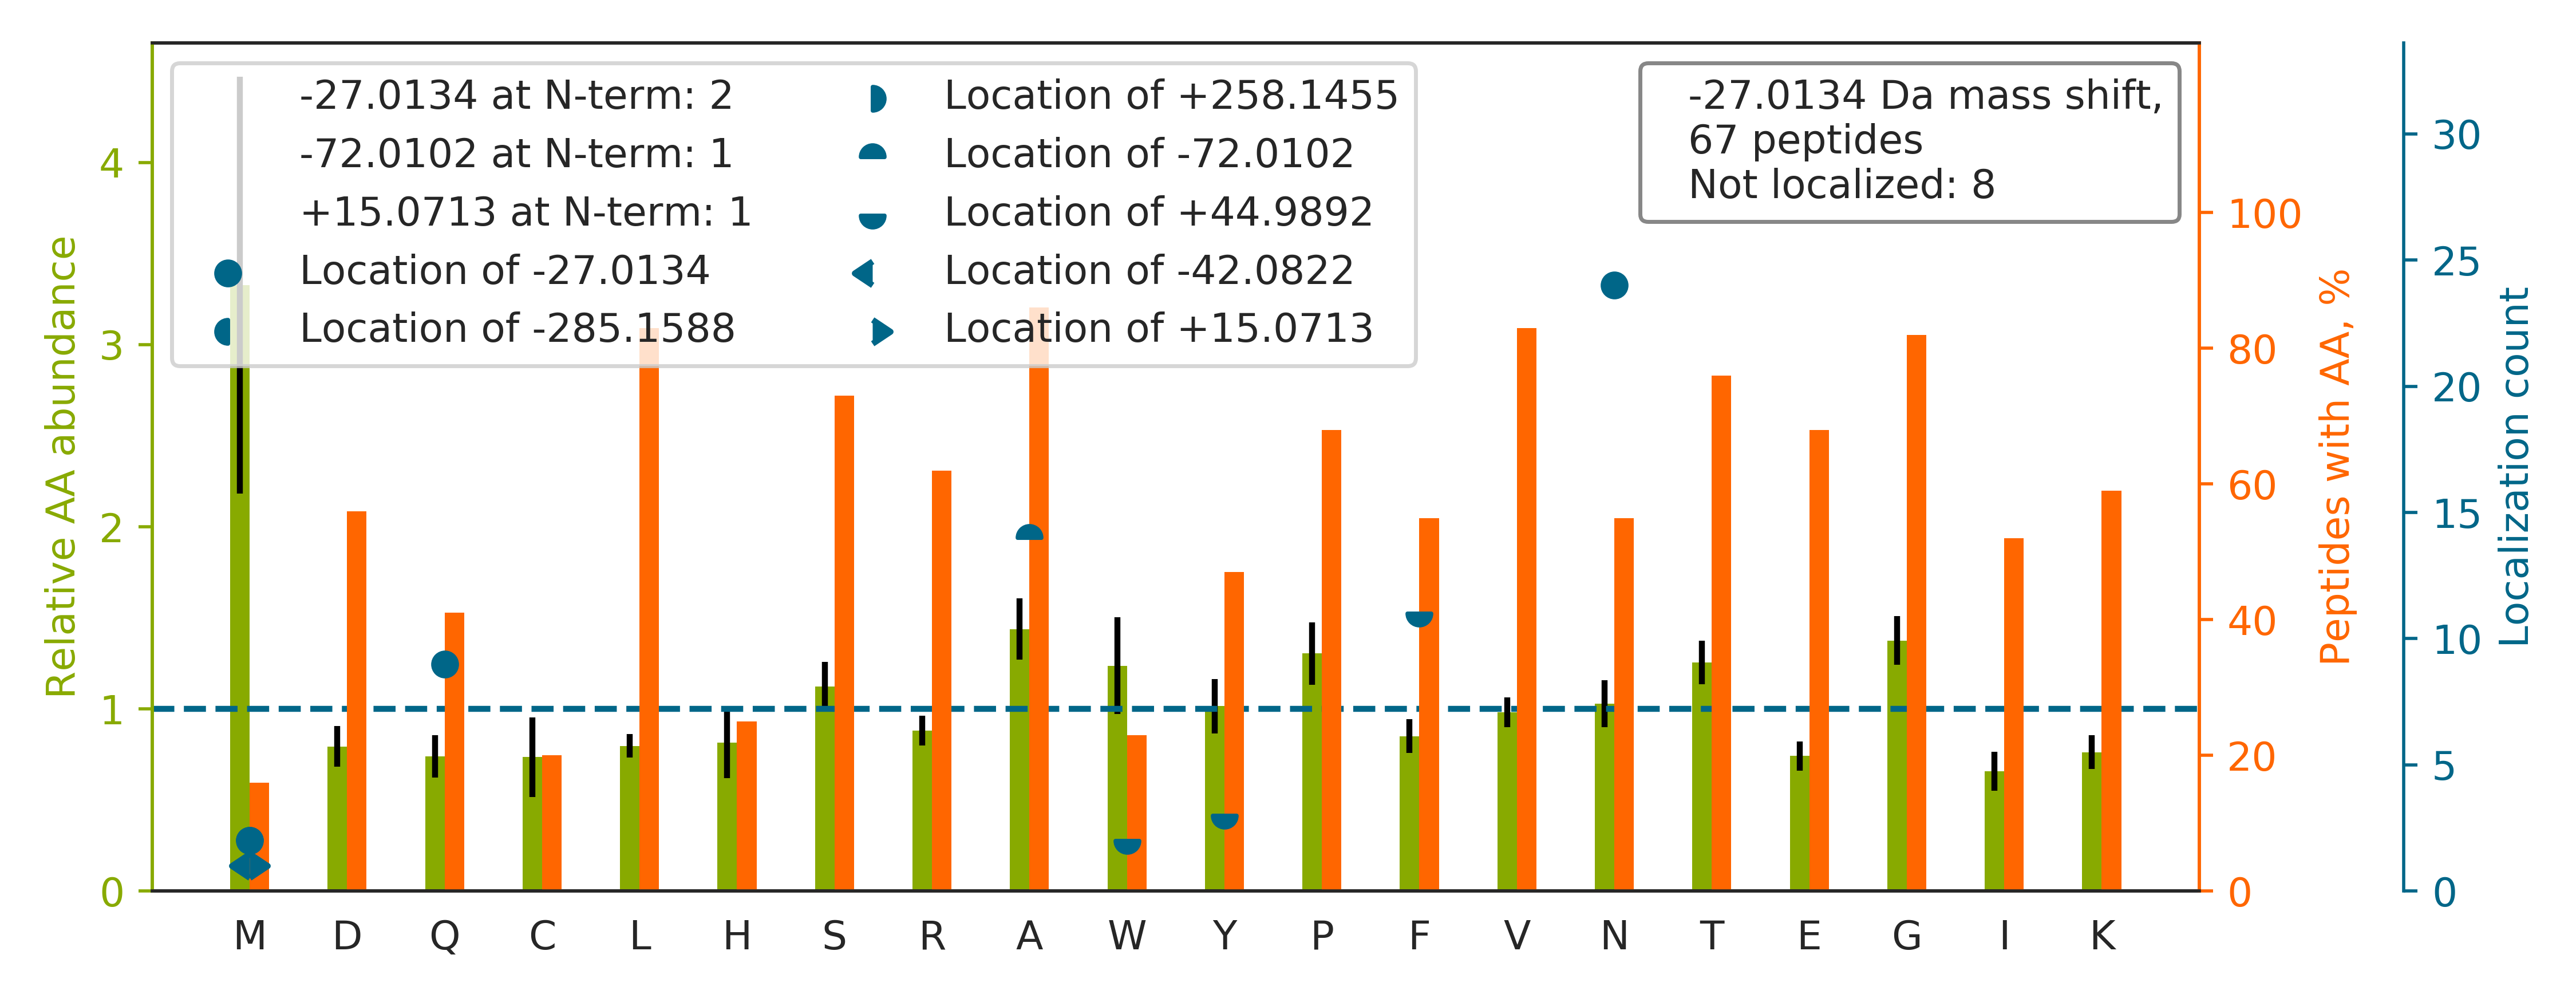 -27.0134 at N-term: 2
-72.0102 at N-term: 1
+15.0713 at N-term: 1
Location of -27.0134
Location of -285.1588
Location of +258.1455
Location of -72.0102
Location of +44.9892
Location of -42.0822
Location of +15.0713
-27.0134 Da mass shift,
67 peptides
Not localized: 8
Relative AA abundance
4
3
2
1
0
M D Q C L H S R A W Y P F V N T E G I K
100
80
60
40
20
0
Peptides with AA, %
30
25
20
15
10
5
0
Localization count